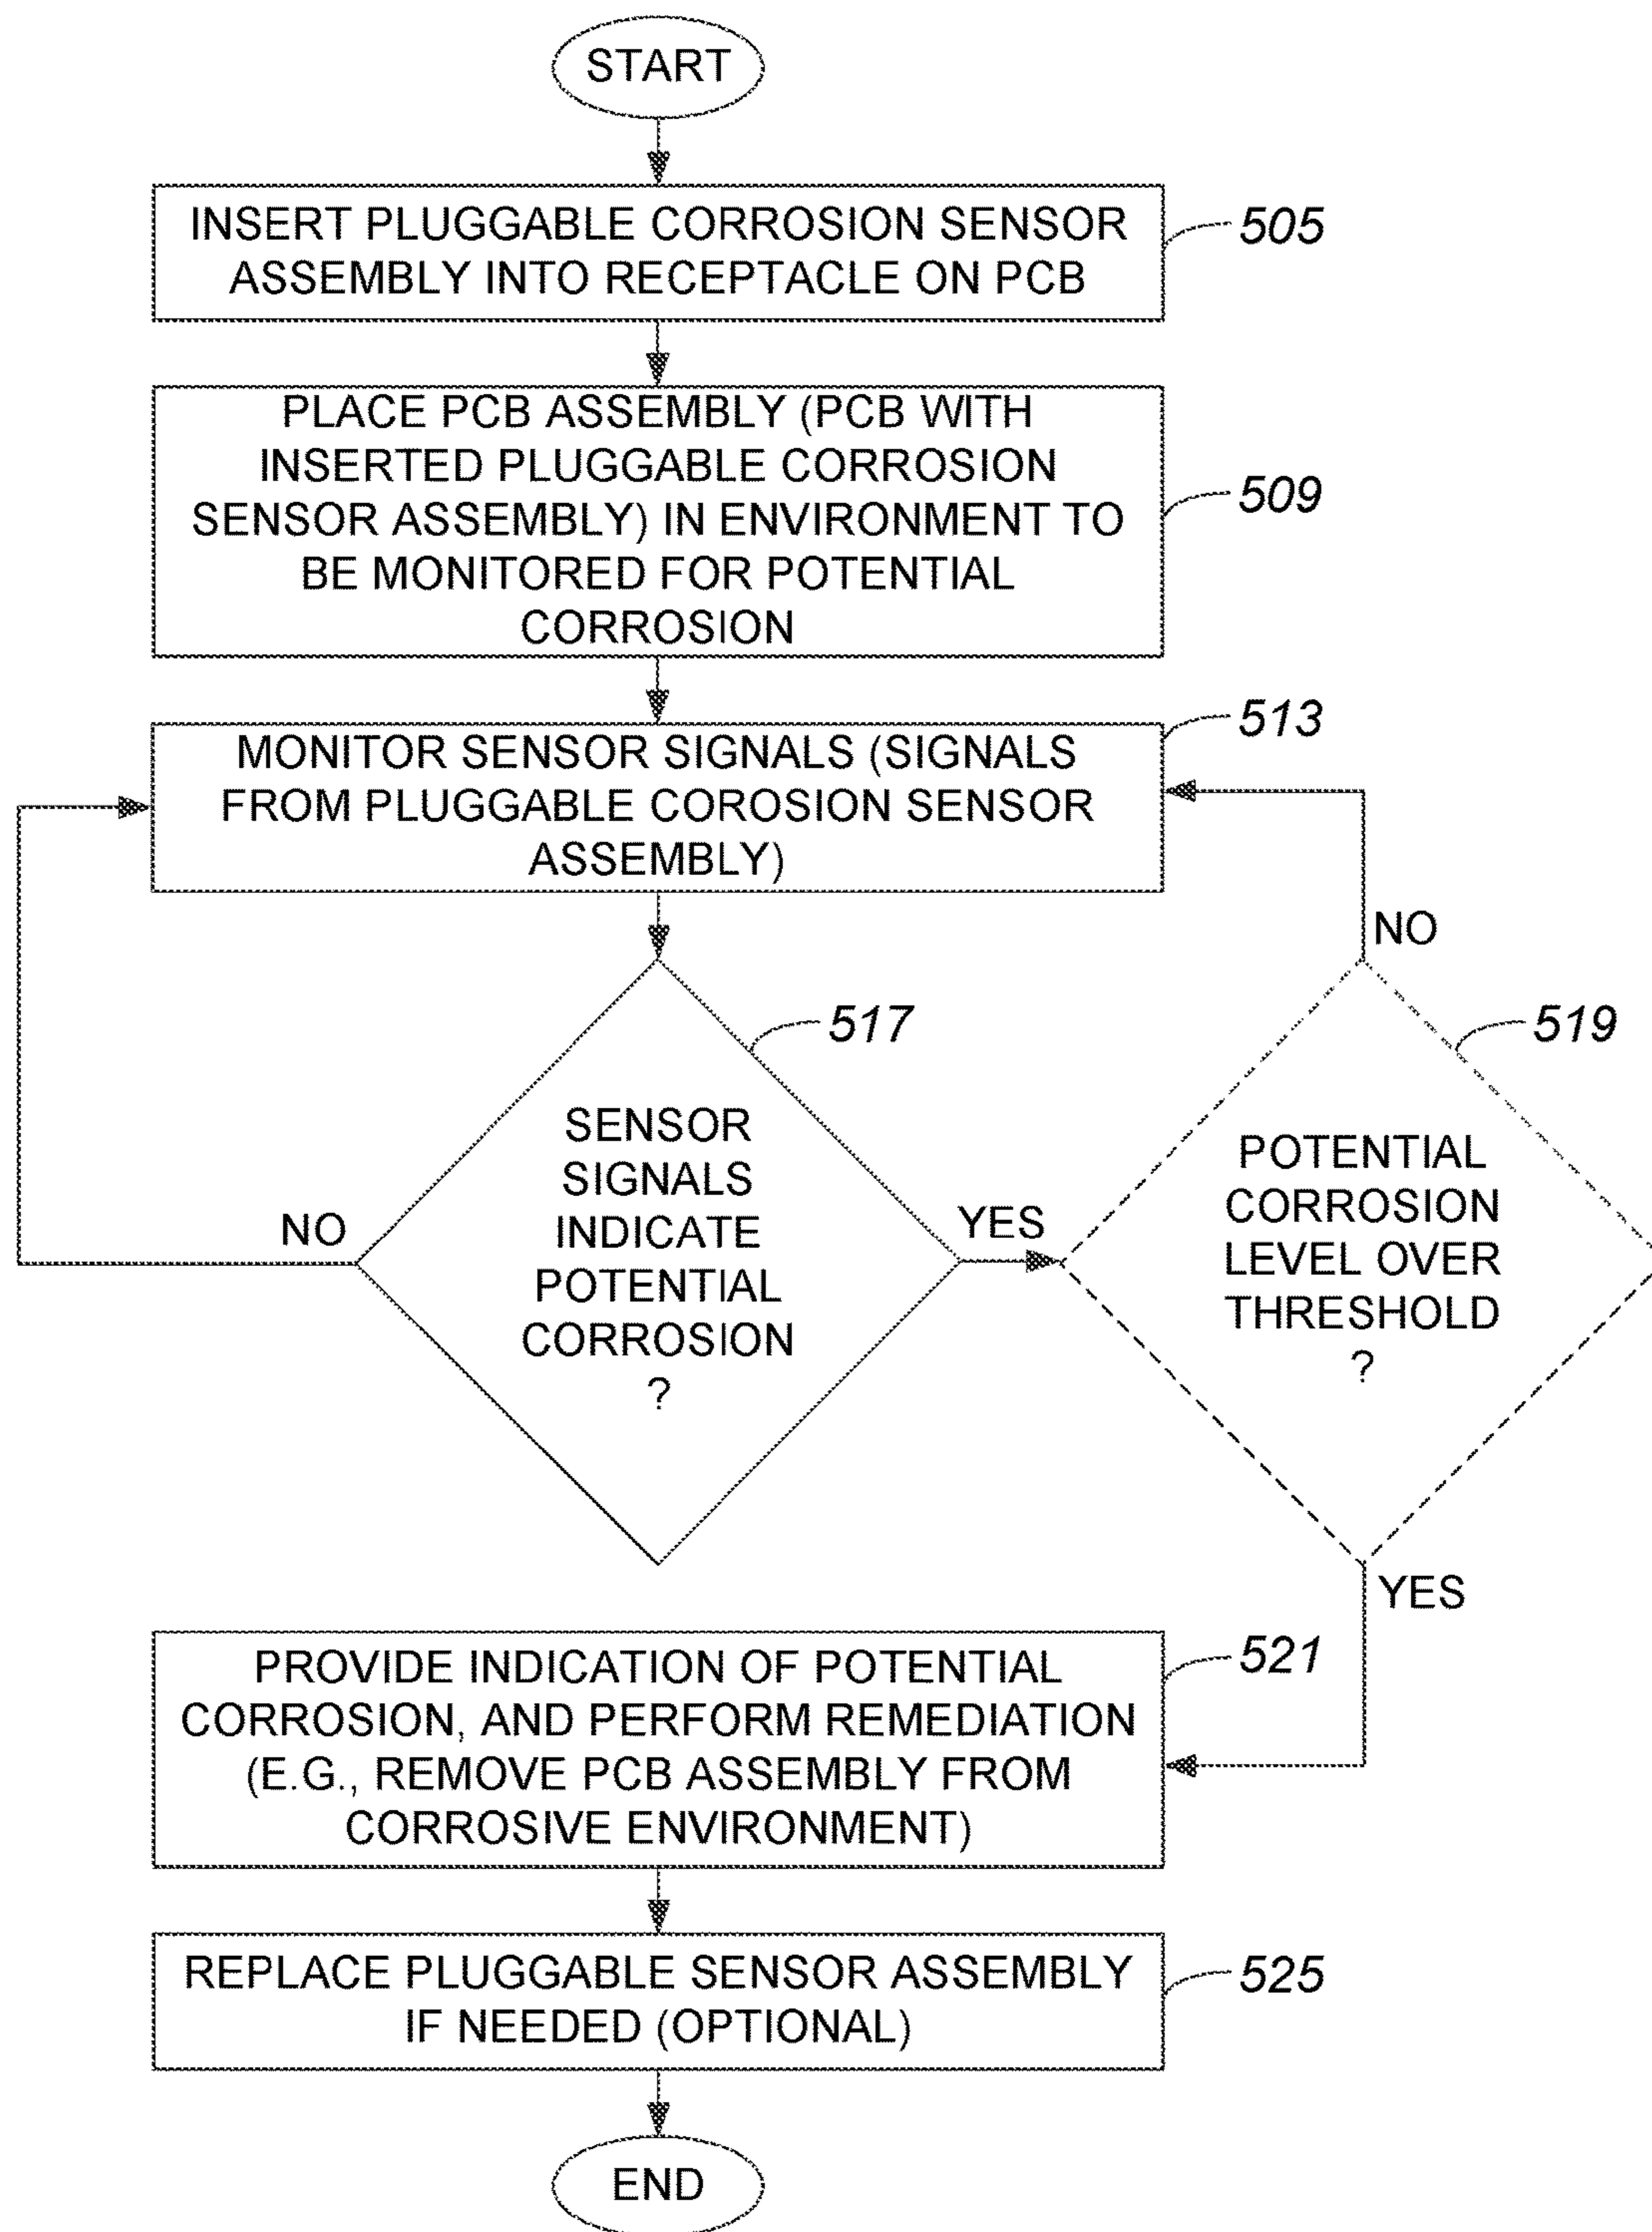 START
INSERT PLUGGABLE CORROSION SENSOR
ASSEMBLY INTO RECEPTACLE ON PCB
505
PLACE PCB ASSEMBLY (PCB WITH
INSERTED PLUGGABLE CORROSION
SENSOR ASSEMBLY) IN ENVIRONMENT TO
BE MONITORED FOR POTENTIAL
CORROSION
509
MONITOR SENSOR SIGNALS (SIGNALS
FROM PLUGGABLE COROSION SENSOR
ASSEMBLY)
513
SENSOR
SIGNALS
INDICATE
POTENTIAL
CORROSION
?
517
NO
YES
POTENTIAL
CORROSION
LEVEL OVER
THRESHOLD
?
519
NO
YES
PROVIDE INDICATION OF POTENTIAL
CORROSION, AND PERFORM REMEDIATION
(E.G., REMOVE PCB ASSEMBLY FROM
CORROSIVE ENVIRONMENT)
521
REPLACE PLUGGABLE SENSOR ASSEMBLY
IF NEEDED (OPTIONAL)
525
END